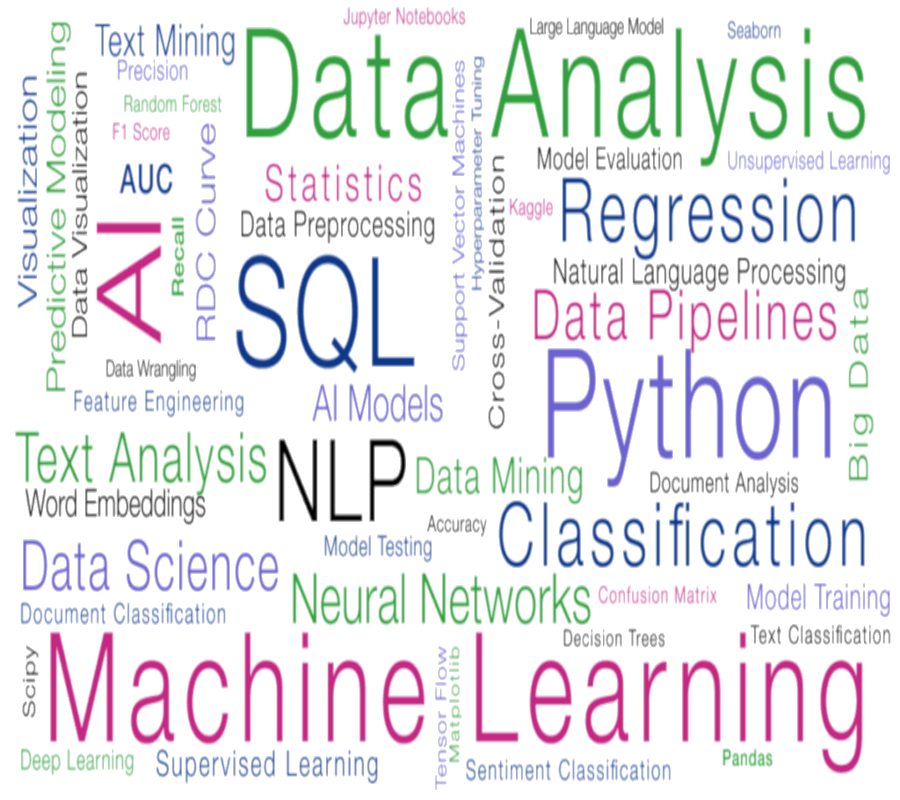 Jupyter Notebooks
Large Language Model
Seaborn
Text Mining
Data Analysis
Precision
Random Forest
F1 Score
Visualization
Predictive Modeling
Data Visualization
AUC
AI
Recall
RDC Curve
Statistics
Data Preprocessing
SQL
Support Vector Machines
Hyperparameter Tuning
Cross-Validation
Model Evaluation
Unsupervised Learning
Kaggle
Regression
Natural Language Processing
Data Pipelines
Python
Big Data
Data Wrangling
Feature Engineering
AI Models
Text Analysis
NLP
Data Mining
Document Analysis
Word Embeddings
Accuracy
Classification
Model Testing
Data Science
Neural Networks
Confusion Matrix
Model Training
Document Classification
Decision Trees
Text Classification
Scipy
Machine Learning
Tensor Flow
Matplotlib
Deep Learning
Supervised Learning
Sentiment Classification
Pandas